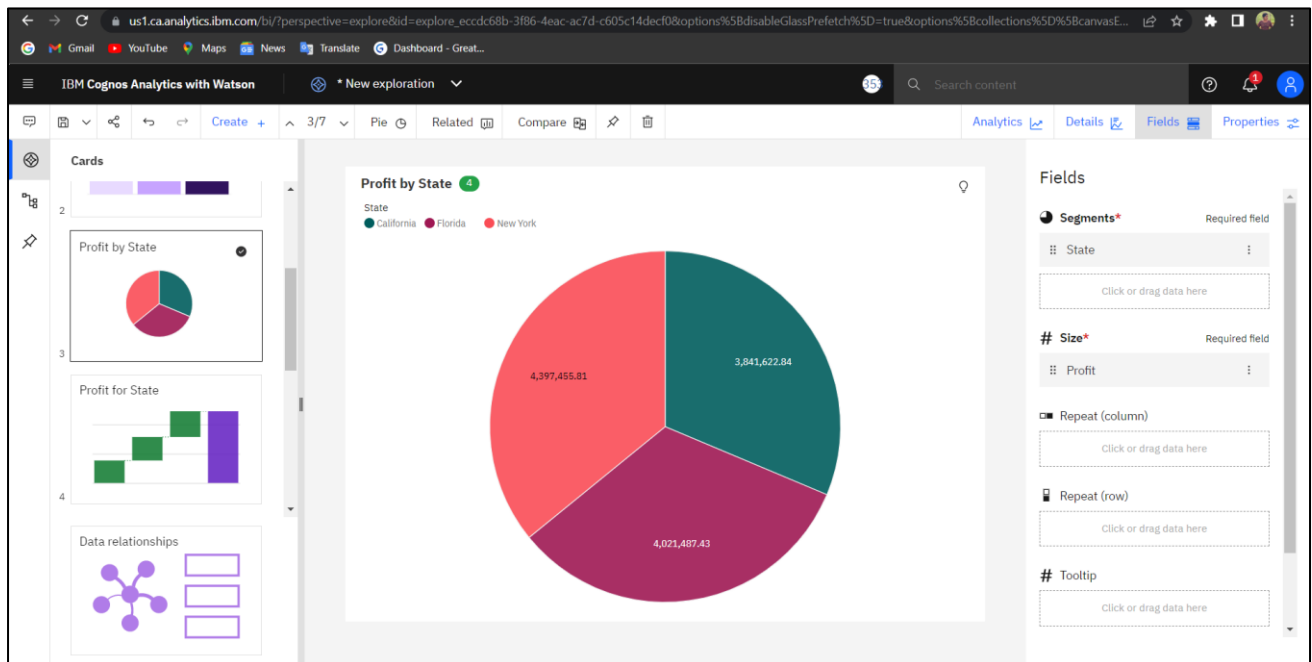 us1.ca.analytics.ibm.com/bi/?perspective=explore&id=explore_eccdc68b-3f86-4eac-ac7d-c605c14decf0&options%5BdisableGlassPrefetch%5D=true&options%5Bcollections%5D%5BcanvasE...
Gmail YouTube Maps News Translate Dashboard - Great...
IBM Cognos Analytics with Watson * New exploration Search content 1
Create + 3/7 Pie Related Compare Analytics Details Fields Properties
Cards
2
Profit by State
3
Profit for State
4
Data relationships
Profit by State 4
State
California Florida New York
3,841,622.84
4,397,455.81
4,021,487.43
Fields
Segments* Required field
State
Click or drag data here
# Size* Required field
Profit
Repeat (column)
Click or drag data here
Repeat (row)
Click or drag data here
# Tooltip
Click or drag data here